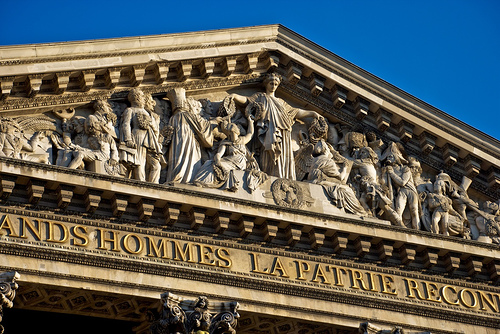 ANDS HOMMES LA PATRIE RECON